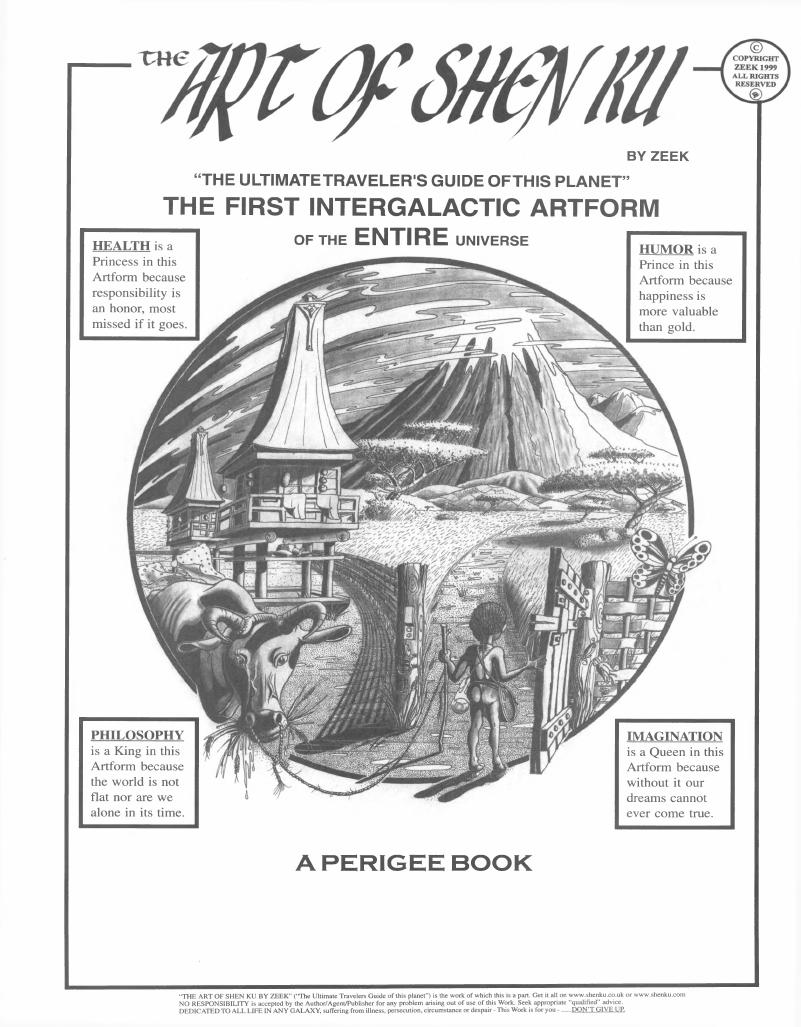 THE ART OF SHEN KU
©
COPYRIGHT
ZEEK 1999
ALL RIGHTS
RESERVED
BY ZEEK
“THE ULTIMATE TRAVELER'S GUIDE OF THIS PLANET”
THE FIRST INTERGALACTIC ARTFORM
OF THE ENTIRE UNIVERSE
HEALTH is a
Princess in this
Artform because
responsibility is
an honor, most
missed if it goes.
HUMOR is a
Prince in this
Artform because
happiness is
more valuable
than gold.
PHILOSOPHY
is a King in this
Artform because
the world is not
flat nor are we
alone in its time.
IMAGINATION
is a Queen in this
Artform because
without it our
dreams cannot
ever come true.
A PERIGEE BOOK
“THE ART OF SHEN KU BY ZEEK” (“The Ultimate Travelers Guide of this planet”) is the work of which this is a part. Get it all on www.shenku.co.uk or www.shenku.com
NO RESPONSIBILITY is accepted by the Author/Agent/Publisher for any problem arising out of use of this Work. Seek appropriate “qualified” advice.
DEDICATED TO ALL LIFE IN ANY GALAXY, suffering from illness, persecution, circumstance or despair - This Work is for you - ......DON'T GIVE UP.